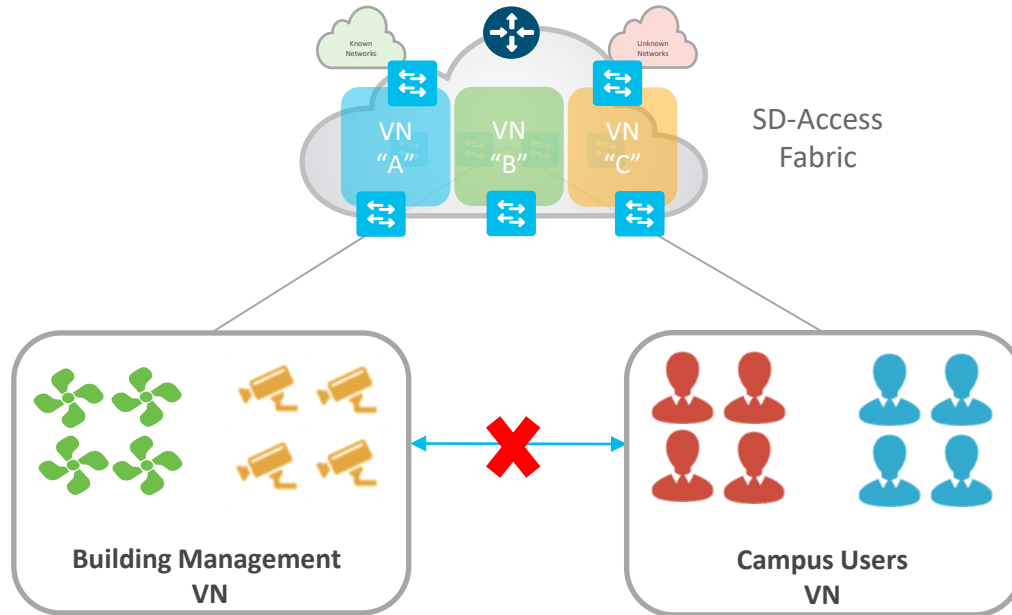 Known
Networks
Unknown
Networks
VN
“A”
VN
“B”
VN
“C”
SD-Access
Fabric
Building Management
VN
Campus Users
VN